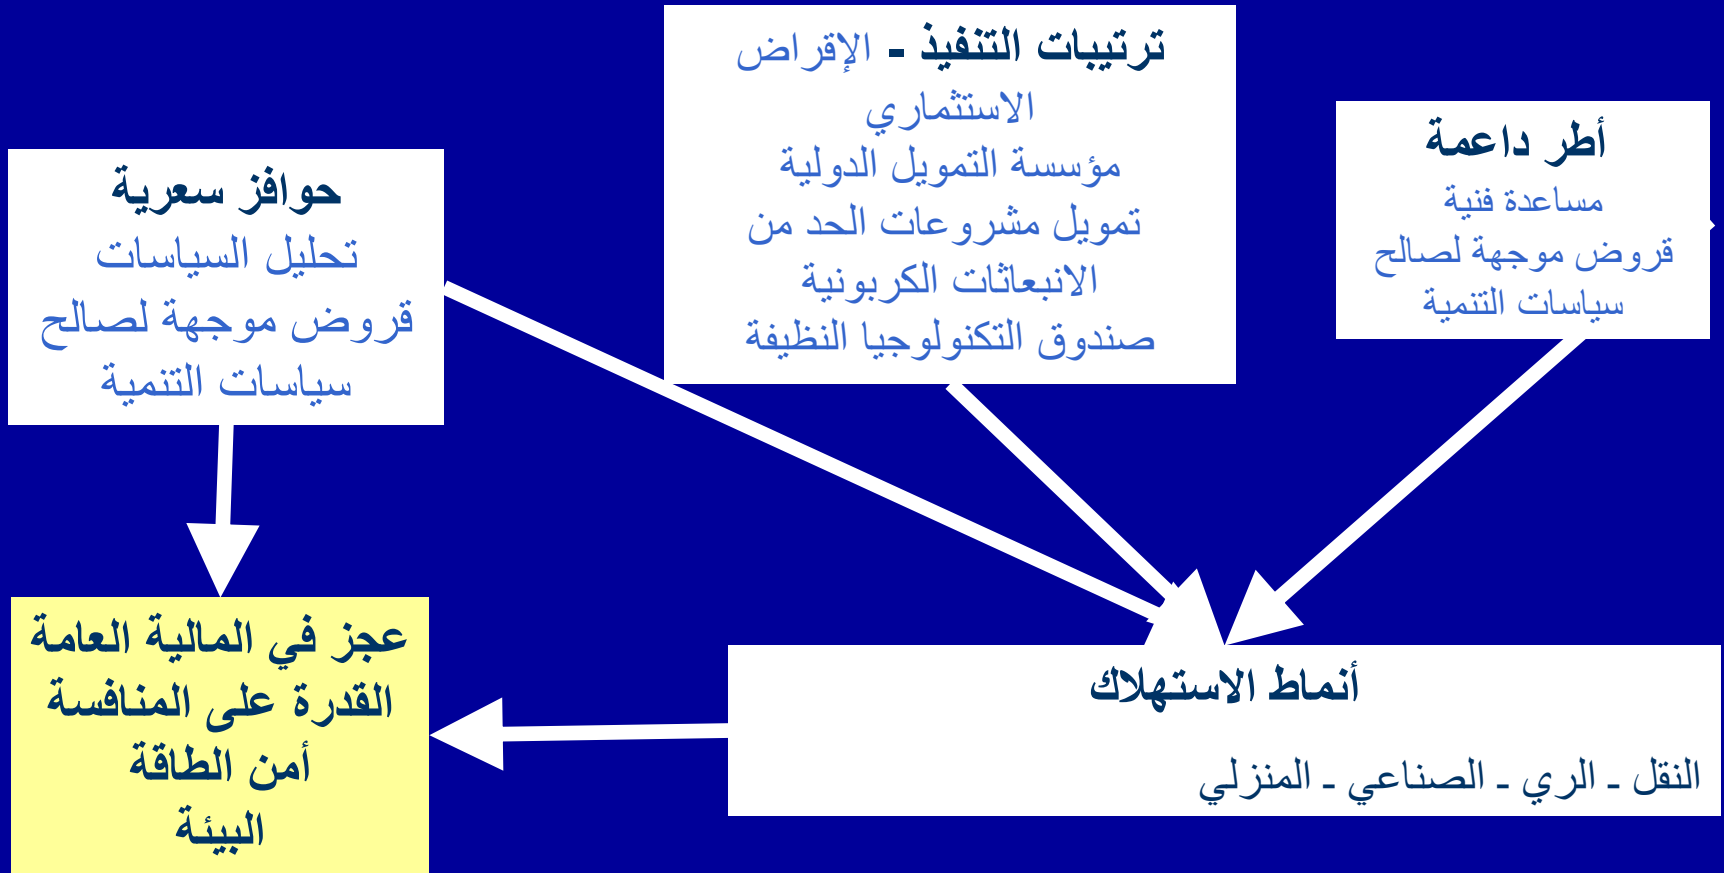 أطر داعمة
مساعدة فنية
قروض موجهة لصالح
سياسات التنمية
ترتيبات التنفيذ - الإقراض
الاستثماري
مؤسسة التمويل الدولية
تمويل مشروعات الحد من
الانبعاثات الكربونية
صندوق التكنولوجيا النظيفة
حوافز سعرية
تحليل السياسات
قروض موجهة لصالح
سياسات التنمية
أنماط الاستهلاك
النقل ـ الري ـ الصناعي ـ المنزلي
عجز في المالية العامة
القدرة على المنافسة
أمن الطاقة
البيئة